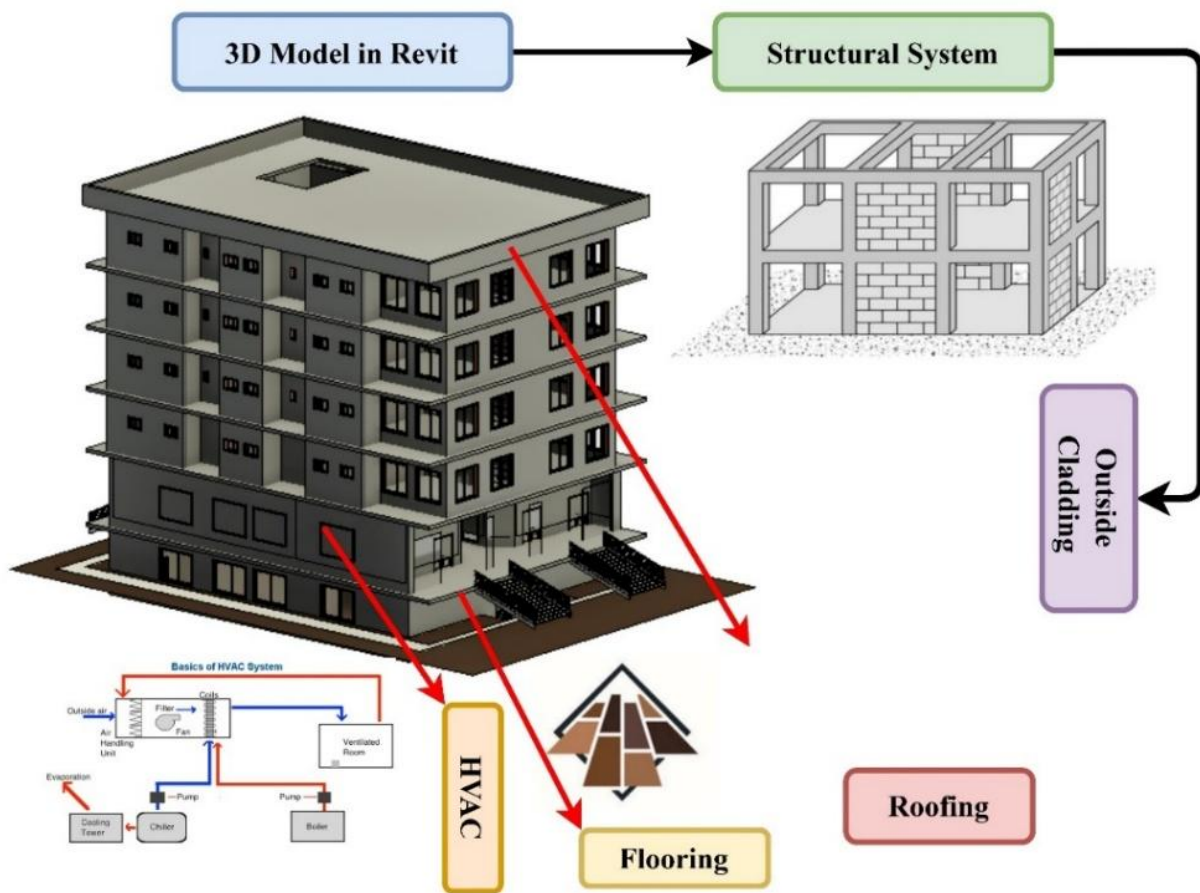 3D Model in Revit
Structural System
Outside
Cladding
Basics of HVAC System
Coils
Outside air
Filter
Fan
Air
Handling
Unit
Ventilated
Room
Evaporation
Pump
Pump
Cooling
Tower
Chiller
Boiler
HVAC
Flooring
Roofing